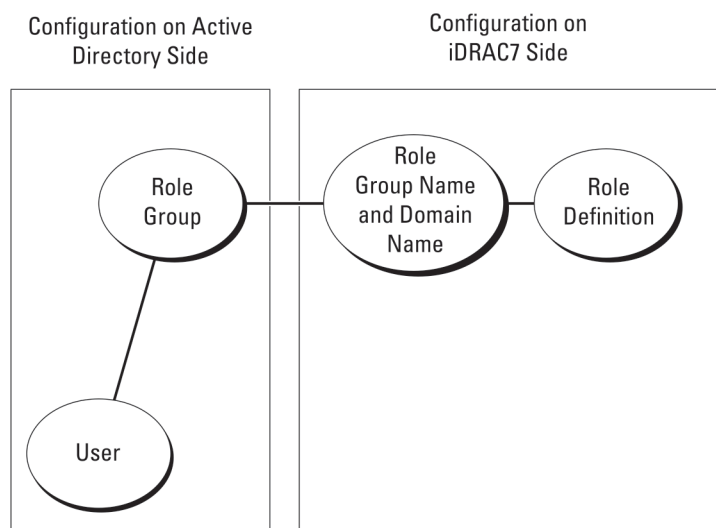 Configuration on Active
Directory Side
Configuration on
iDRAC7 Side
Role
Group
Role
Group Name
and Domain
Name
Role
Definition
User